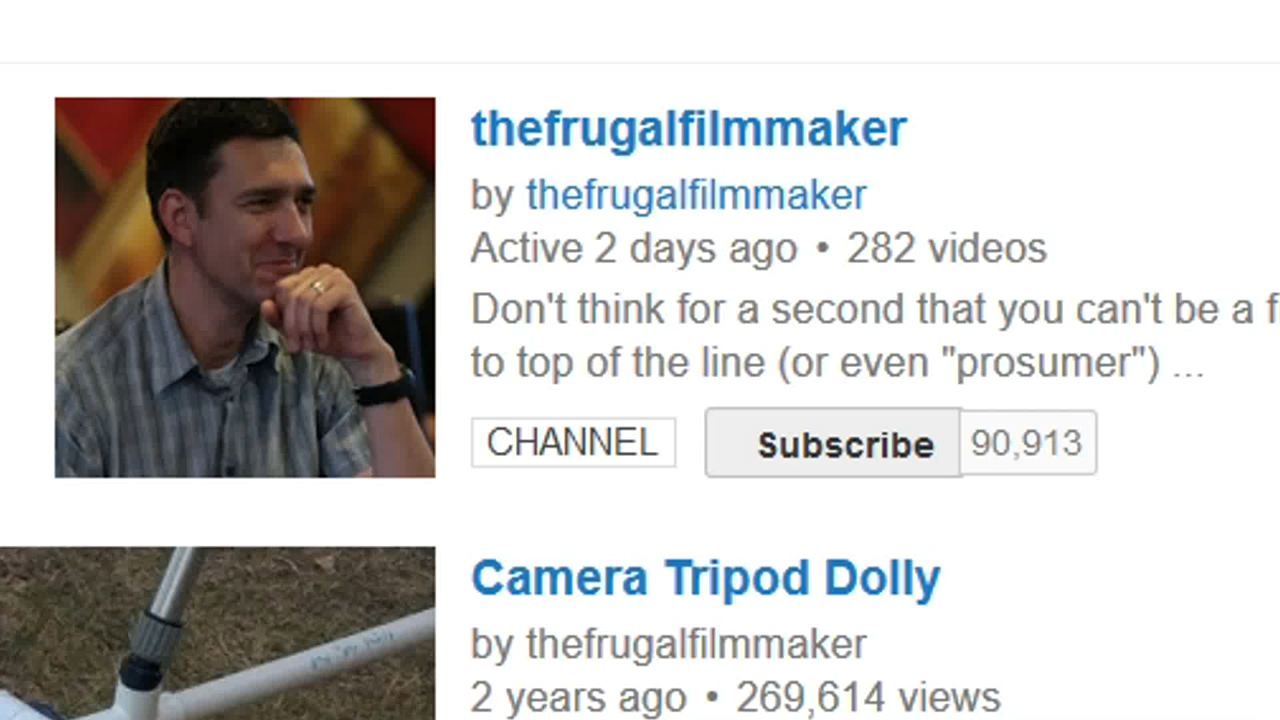 thefrugalfilmmaker
by thefrugalfilmmaker
Active 2 days ago • 282 videos
Don't think for a second that you can't be a f
to top of the line (or even "prosumer") ...
CHANNEL Subscribe 90,913
Camera Tripod Dolly
by thefrugalfilmmaker
2 years ago • 269,614 views